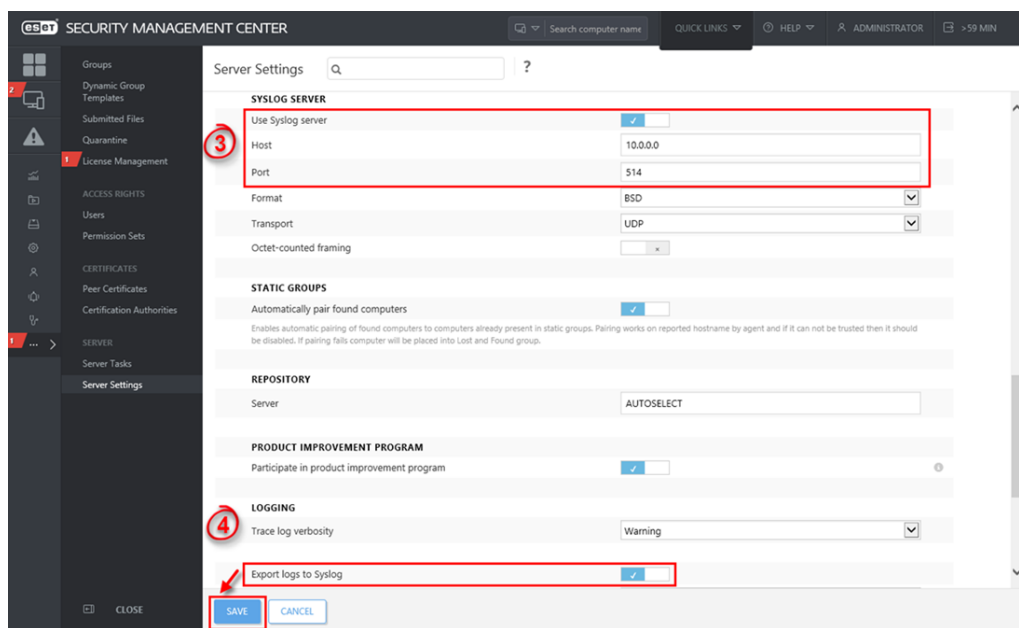 eset SECURITY MANAGEMENT CENTER
Search computer name
QUICK LINKS
? HELP
ADMINISTRATOR
>59 MIN
2
1
1
...
Groups
Dynamic Group
Templates
Submitted Files
Quarantine
License Management
ACCESS RIGHTS
Users
Permission Sets
CERTIFICATES
Peer Certificates
Certification Authorities
SERVER
Server Tasks
Server Settings
CLOSE
Server Settings
?
SYSLOG SERVER
3
Use Syslog server
Host 10.0.0.0
Port 514
Format BSD
Transport UDP
Octet-counted framing
STATIC GROUPS
Automatically pair found computers
Enables automatic pairing of found computers to computers already present in static groups. Pairing works on reported hostname by agent and if it can not be trusted then it should
be disabled. If pairing fails computer will be placed into Lost and Found group.
REPOSITORY
Server AUTOSELECT
PRODUCT IMPROVEMENT PROGRAM
Participate in product improvement program
LOGGING
4
Trace log verbosity Warning
Export logs to Syslog
SAVE CANCEL